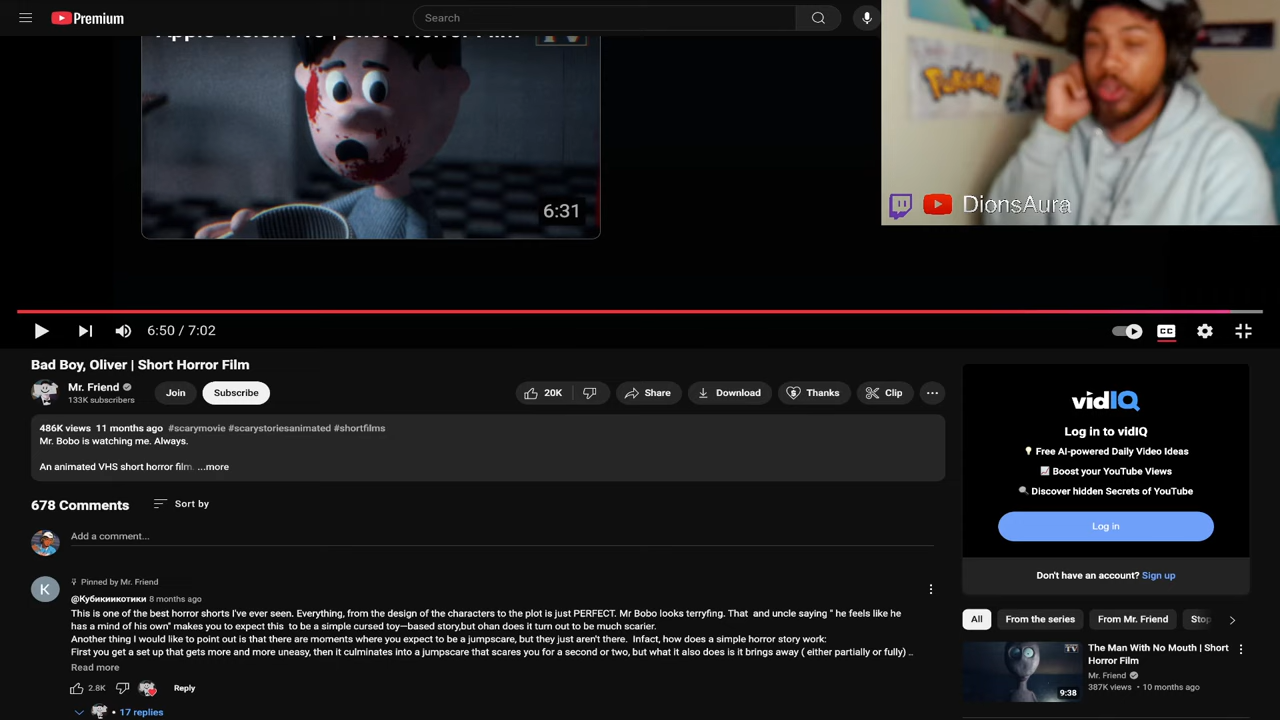 Premium
Search
Apple Vision Pro | Short Horror Film
TV
6:31
POKÉMON
DionsAura
6:50 / 7:02
CC
Bad Boy, Oliver | Short Horror Film
Mr. Friend
133K subscribers
Join
Subscribe
20K
Share
Download
Thanks
Clip
486K views 11 months ago #scarymovie #scarystoriesanimated #shortfilms
Mr. Bobo is watching me. Always.
An animated VHS short horror film. ...more
678 Comments
Sort by
Add a comment...
K
Pinned by Mr. Friend
@Кубикиикотики 8 months ago
This is one of the best horror shorts I've ever seen. Everything, from the design of the characters to the plot is just PERFECT. Mr Bobo looks terryfing. That and uncle saying " he feels like he
has a mind of his own" makes you to expect this to be a simple cursed toy—based story,but ohan does it turn out to be much scarier.
Another thing I would like to point out is that there are moments where you expect to be a jumpscare, but they just aren't there. Infact, how does a simple horror story work:
First you get a set up that gets more and more uneasy, then it culminates into a jumpscare that scares you for a second or two, but what it also does is it brings away ( either partially or fully) ...
Read more
2.8K
Reply
17 replies
vidIQ
Log in to vidIQ
Free AI-powered Daily Video Ideas
Boost your YouTube Views
Discover hidden Secrets of YouTube
Log in
Don't have an account? Sign up
All
From the series
From Mr. Friend
Stop
TV
9:38
The Man With No Mouth | Short
Horror Film
Mr. Friend
387K views • 10 months ago